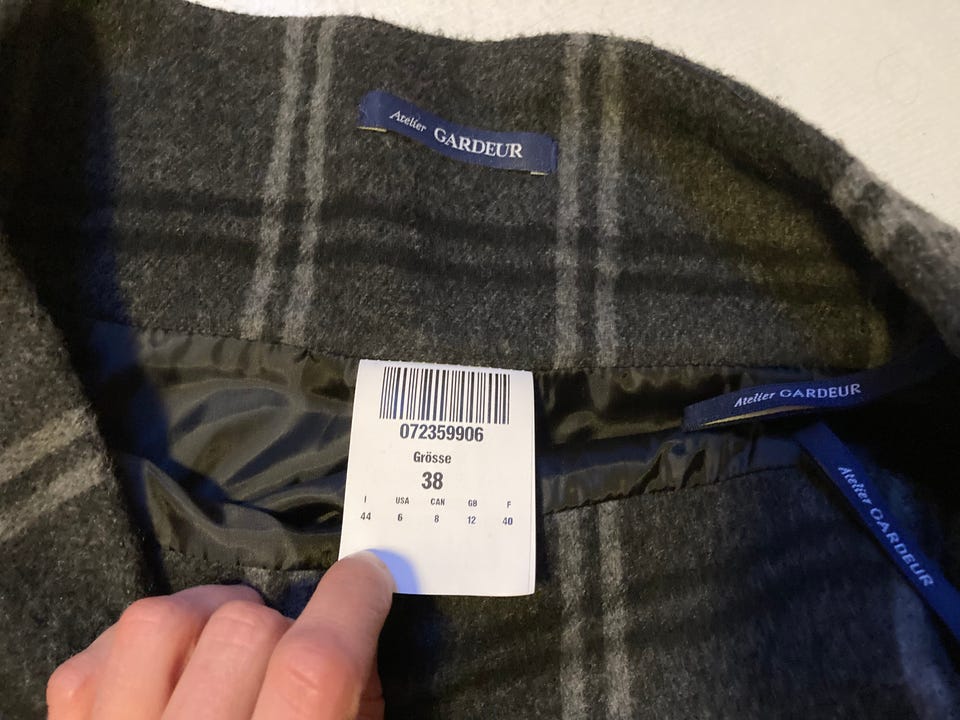 Atelier GARDEUR
072359906
Grösse
38
I USA CAN GB F
44 6 8 12 40
Atelier GARDEUR
Atelier GARDEUR